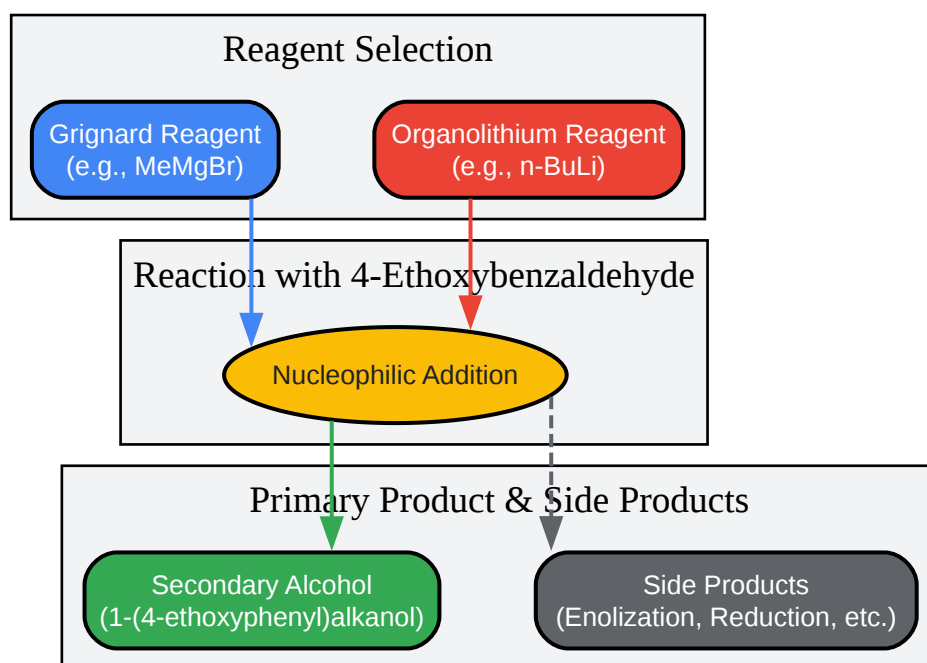 Reagent Selection
Grignard Reagent
(e.g., MeMgBr)
Organolithium Reagent
(e.g., n-BuLi)
Reaction with 4-Ethoxybenzaldehyde
Nucleophilic Addition
Primary Product & Side Products
Secondary Alcohol
(1-(4-ethoxyphenyl)alkanol)
Side Products
(Enolization, Reduction, etc.)